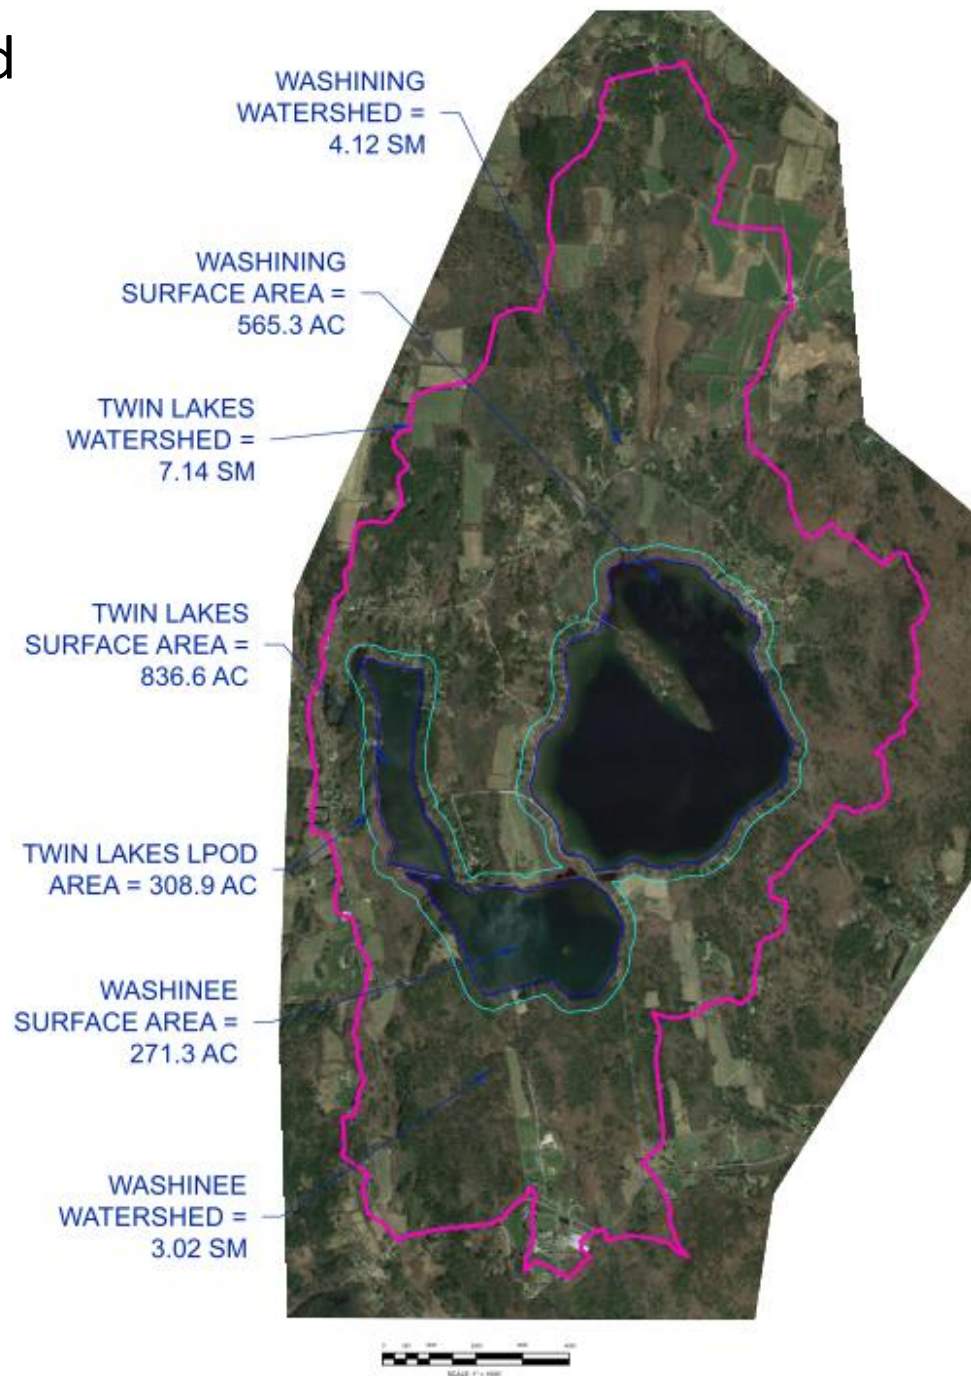 d
WASHINING
WATERSHED =
4.12 SM
WASHINING
SURFACE AREA =
565.3 AC
TWIN LAKES
WATERSHED =
7.14 SM
TWIN LAKES
SURFACE AREA =
836.6 AC
TWIN LAKES LPOD
AREA = 308.9 AC
WASHINEE
SURFACE AREA =
271.3 AC
WASHINEE
WATERSHED =
3.02 SM